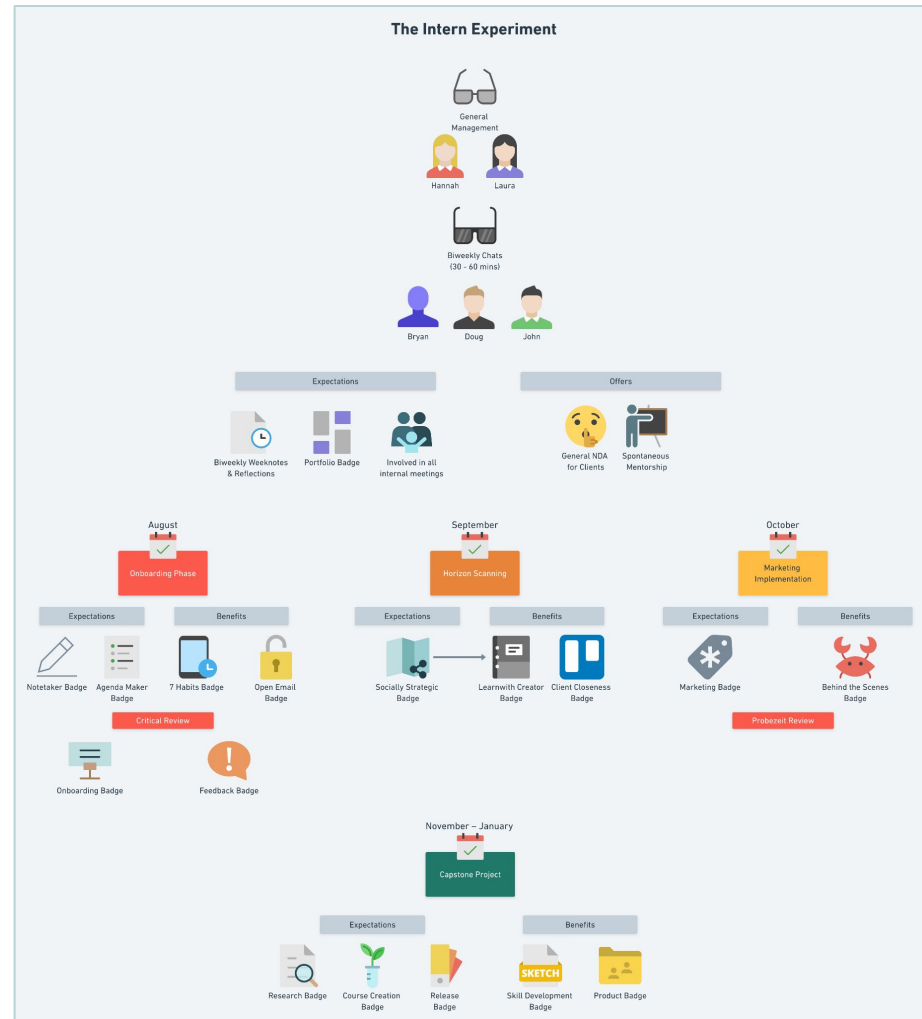 The Intern Experiment
General
Management
Hannah
Laura
Biweekly Chats
(30 - 60 mins)
Bryan
Doug
John
Expectations
Offers
Biweekly Weeknotes
& Reflections
Portfolio Badge
Involved in all
internal meetings
General NDA
for Clients
Spontaneous
Mentorship
August
Onboarding Phase
Expectations
Benefits
Notetaker Badge
Agenda Maker
Badge
7 Habits Badge
Open Email
Badge
Critical Review
Onboarding Badge
Feedback Badge
September
Horizon Scanning
Expectations
Benefits
Socially Strategic
Badge
Learnwith Creator
Badge
Client Closeness
Badge
October
Marketing
Implementation
Expectations
Benefits
Marketing Badge
Behind the Scenes
Badge
Probezeit Review
November – January
Capstone Project
Expectations
Benefits
Research Badge
Course Creation
Badge
Release
Badge
SKETCH
Skill Development
Badge
Product Badge